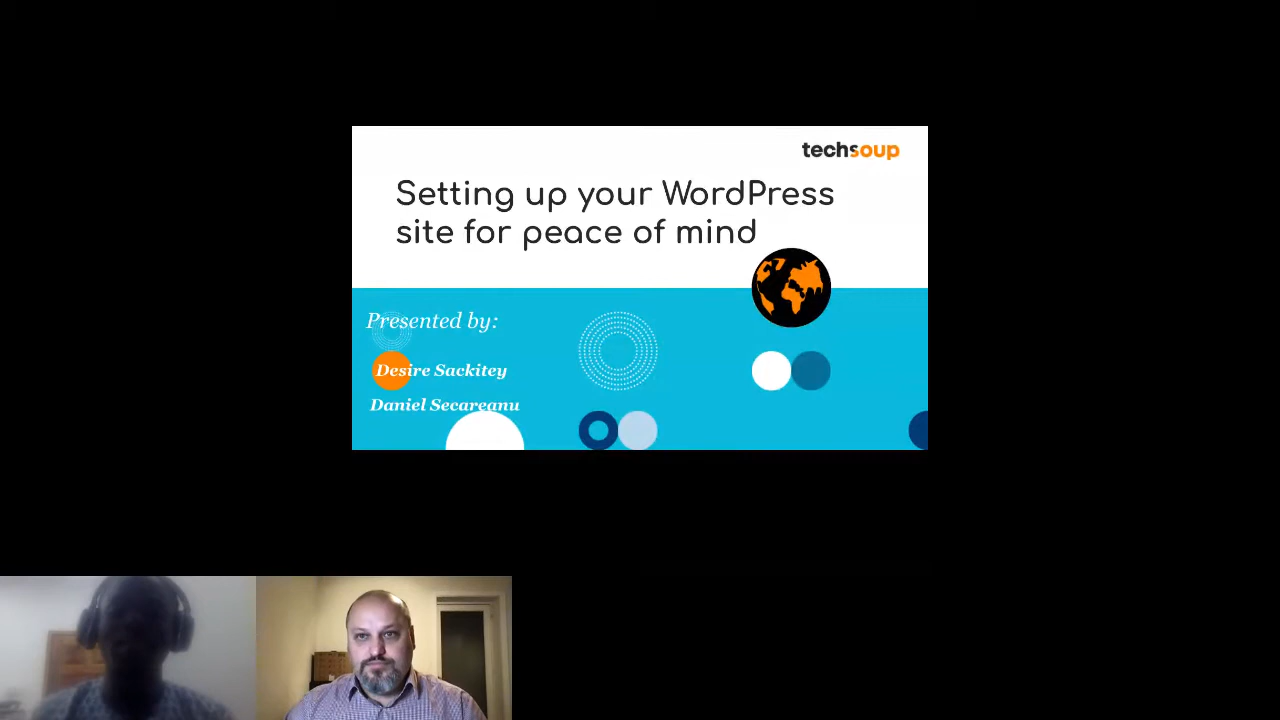 techsoup
Setting up your WordPress
site for peace of mind
Presented by:
Desire Sackitey
Daniel Secareanu